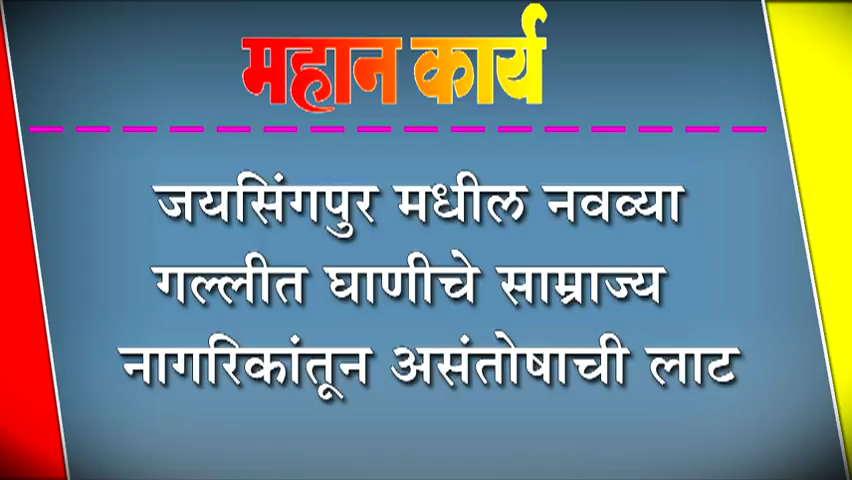 महान कार्य
जयसिंगपुर मधील नवव्या
गल्लीत घाणीचे साम्राज्य
नागरिकांतून असंतोषाची लाट